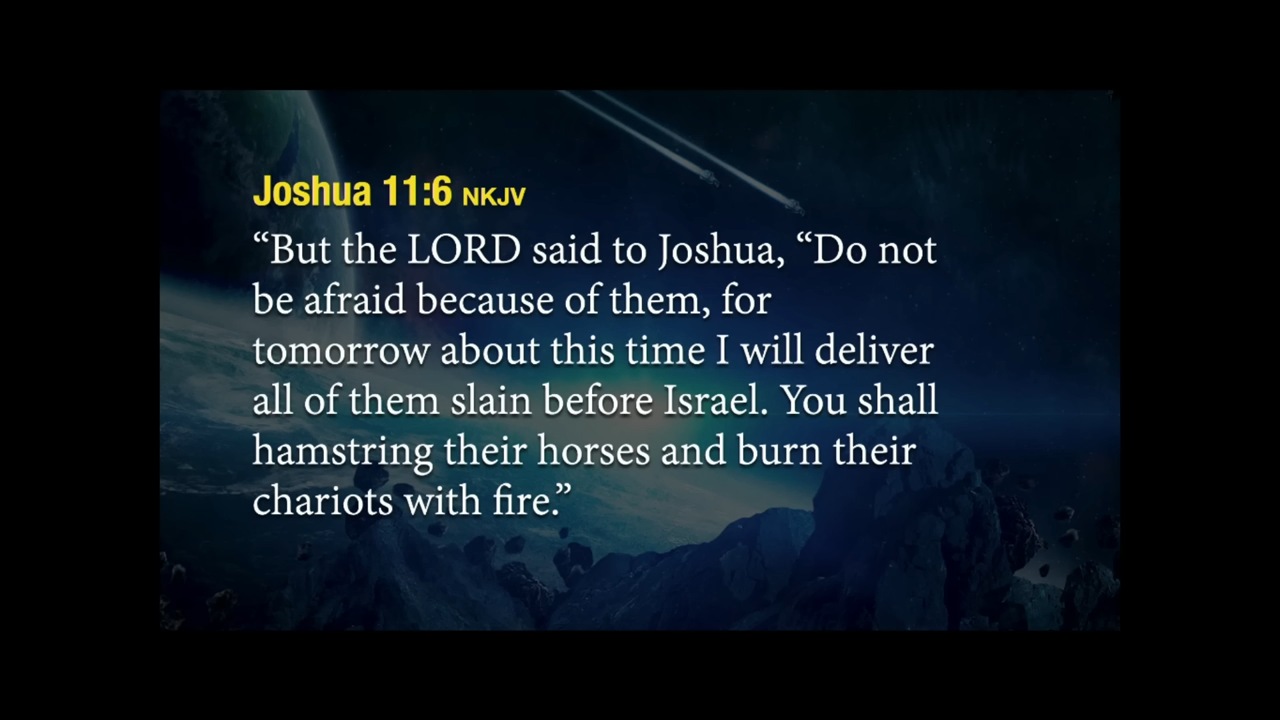 Joshua 11:6 NKJV
“But the LORD said to Joshua, “Do not
be afraid because of them, for
tomorrow about this time I will deliver
all of them slain before Israel. You shall
hamstring their horses and burn their
chariots with fire.”